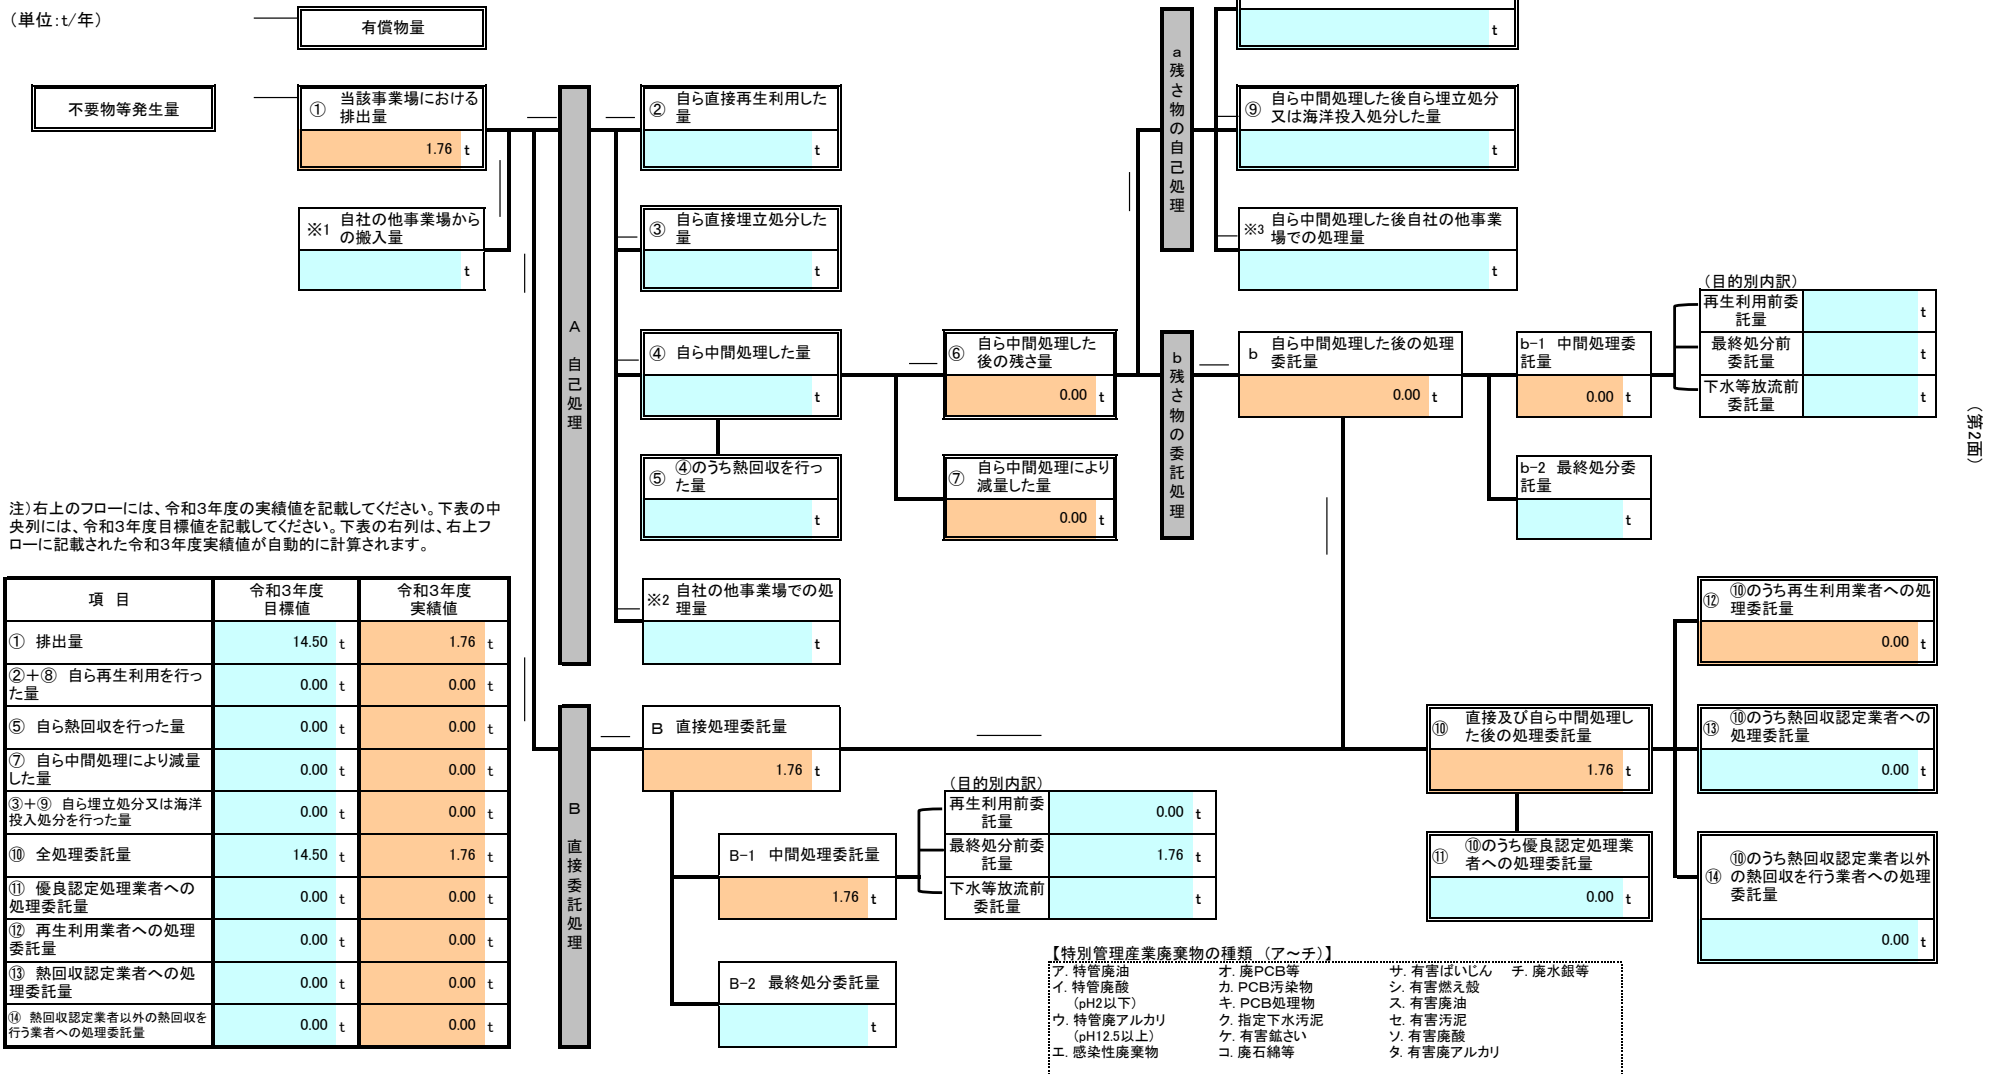 (単位:t/年)
有償物量
t
不要物等発生量
① 当該事業場における
排出量
1.76 t
※1 自社の他事業場から
の搬入量
t
A
自己処理
② 自ら直接再生利用した
量
t
③ 自ら直接埋立処分した
量
t
④ 自ら中間処理した量
t
⑤ ④のうち熱回収を行っ
た量
t
※2 自社の他事業場での処
理量
t
⑥ 自ら中間処理した
後の残さ量
0.00 t
⑦ 自ら中間処理により
減量した量
0.00 t
a残さ物の自己処理
⑨ 自ら中間処理した後自ら埋立処分
又は海洋投入処分した量
t
※3 自ら中間処理した後自社の他事業
場での処理量
t
b残さ物の委託処理
b 自ら中間処理した後の処理
委託量
0.00 t
b-1 中間処理委
託量
0.00 t
b-2 最終処分委
託量
t
(目的別内訳)
再生利用前委
託量
t
最終処分前
委託量
t
下水等放流前
委託量
t
(第2面)
注)右上のフローには、令和3年度の実績値を記載してください。下表の中
央列には、令和3年度目標値を記載してください。下表の右列は、右上フ
ローに記載された令和3年度実績値が自動的に計算されます。
項 目
令和3年度
目標値
令和3年度
実績値
① 排出量 14.50 t 1.76 t
②+⑧ 自ら再生利用を行っ
た量 0.00 t 0.00 t
⑤ 自ら熱回収を行った量 0.00 t 0.00 t
⑦ 自ら中間処理により減量
した量 0.00 t 0.00 t
③+⑨ 自ら埋立処分又は海洋
投入処分を行った量 0.00 t 0.00 t
⑩ 全処理委託量 14.50 t 1.76 t
⑪ 優良認定処理業者への
処理委託量 0.00 t 0.00 t
⑫ 再生利用業者への処理
委託量 0.00 t 0.00 t
⑬ 熱回収認定業者への処
理委託量 0.00 t 0.00 t
⑭ 熱回収認定業者以外の熱回収を
行う業者への処理委託量 0.00 t 0.00 t
B
直接委託処理
B 直接処理委託量
1.76 t
B-1 中間処理委託量
1.76 t
B-2 最終処分委託量
t
(目的別内訳)
再生利用前委
託量
0.00 t
最終処分前委
託量
1.76 t
下水等放流前
委託量
t
⑩ 直接及び自ら中間処理し
た後の処理委託量
1.76 t
⑪ ⑩のうち優良認定処理業
者への処理委託量
0.00 t
⑫ ⑩のうち再生利用業者への処
理委託量
0.00 t
⑬ ⑩のうち熱回収認定業者への
処理委託量
0.00 t
⑭ ⑩のうち熱回収認定業者以外
の熱回収を行う業者への処理
委託量
0.00 t
【特別管理産業廃棄物の種類 (ア～チ)】
ア. 特管廃油 オ. 廃PCB等 サ. 有害ばいじん チ. 廃水銀等
イ. 特管廃酸 カ. PCB汚染物 シ. 有害燃え殻
(pH2以下) キ. PCB処理物 ス. 有害廃油
ウ. 特管廃アルカリ ク. 指定下水汚泥 セ. 有害汚泥
(pH12.5以上) ケ. 有害鉱さい ソ. 有害廃酸
エ. 感染性廃棄物 コ. 廃石綿等 タ. 有害廃アルカリ